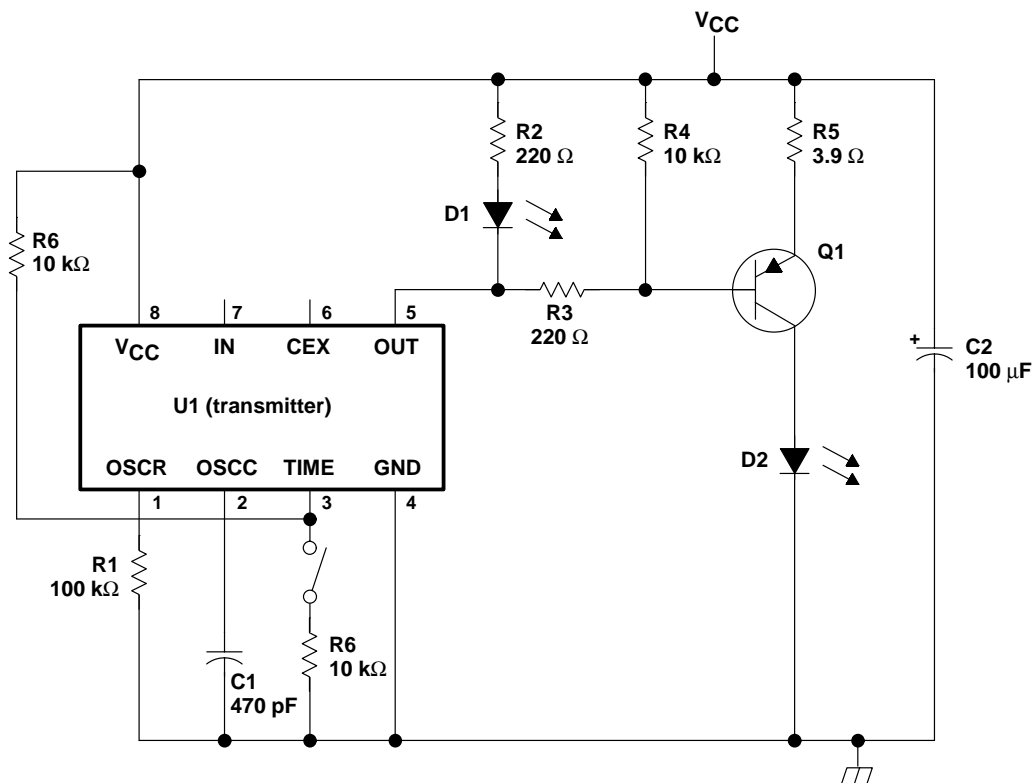 VCC
R2
220 Ω
R4
10 kΩ
R5
3.9 Ω
D1
R6
10 kΩ
Q1
R3
220 Ω
8
7
6
5
VCC
IN
CEX
OUT
C2
100 μF
+
U1 (transmitter)
D2
OSCR
OSCC
TIME
GND
1
2
3
4
R1
100 kΩ
R6
10 kΩ
C1
470 pF